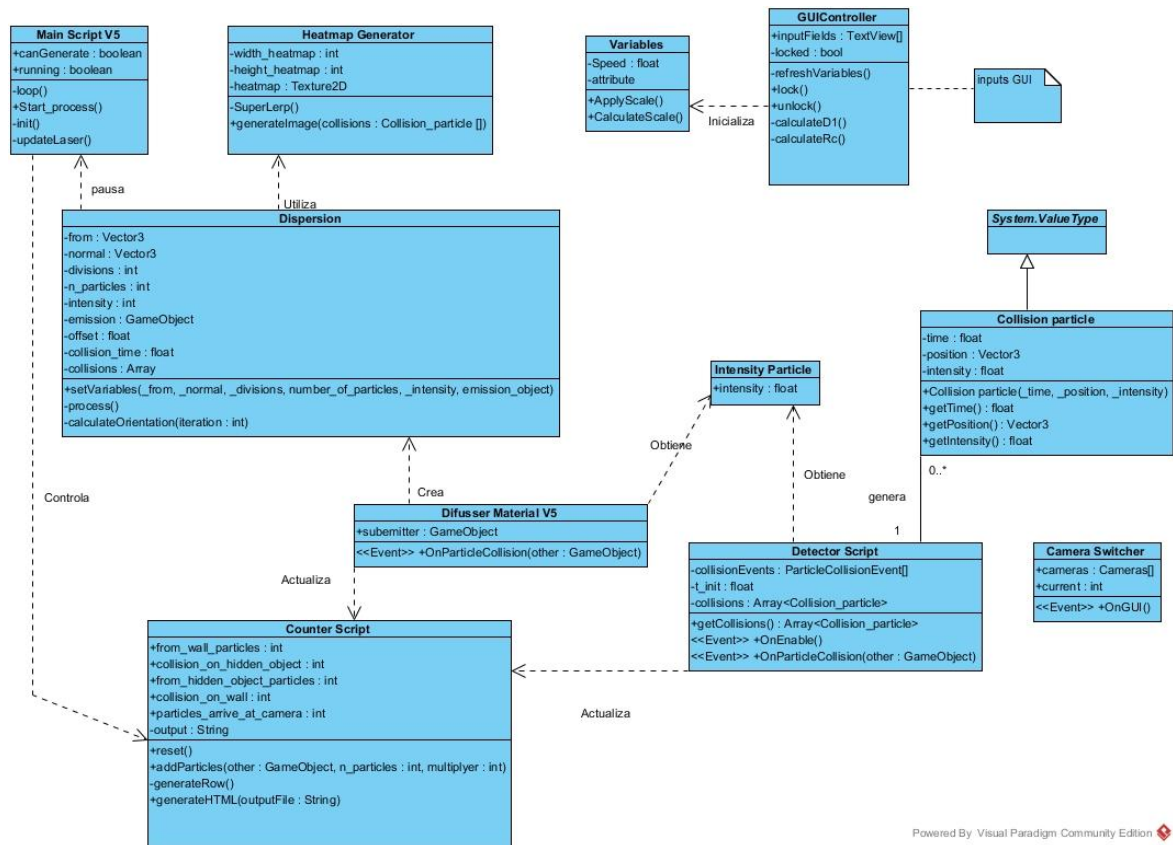 Main Script V5
+canGenerate : boolean
+running : boolean
-loop()
+Start_process()
-init()
-updateLaser()
Heatmap Generator
-width_heatmap : int
-height_heatmap : int
-heatmap : Texture2D
-SuperLerp()
+generateImage(collisions : Collision_particle [])
Variables
-Speed : float
-attribute
+ApplyScale()
+CalculateScale()
GUIController
+inputFields : TextView[]
-locked : bool
-refreshVariables()
+lock()
+unlock()
-calculateD1()
-calculateRc()
inputs GUI
Inicializa
pausa
Utiliza
Dispersion
-from : Vector3
-normal : Vector3
-divisions : int
-n_particles : int
-intensity : int
-emission : GameObject
-offset : float
-collision_time : float
-collisions : Array
+setVariables(_from, _normal, _divisions, number_of_particles, _intensity, emission_object)
-process()
-calculateOrientation(iteration : int)
System.ValueType
Collision particle
-time : float
-position : Vector3
-intensity : float
+Collision particle(_time, _position, _intensity)
+getTime() : float
+getPosition() : Vector3
+getIntensity() : float
Intensity Particle
+intensity : float
Obtiene
Obtiene
0..*
genera
1
Controla
Crea
Difusser Material V5
+subemitter : GameObject
<<Event>> +OnParticleCollision(other : GameObject)
Detector Script
-collisionEvents : ParticleCollisionEvent[]
-t_init : float
-collisions : Array<Collision_particle>
+getCollisions() : Array<Collision_particle>
<<Event>> +OnEnable()
<<Event>> +OnParticleCollision(other : GameObject)
Camera Switcher
+cameras : Cameras[]
+current : int
<<Event>> +OnGUI()
Actualiza
Counter Script
+from_wall_particles : int
+collision_on_hidden_object : int
+from_hidden_object_particles : int
+collision_on_wall : int
+particles_arrive_at_camera : int
-output : String
+reset()
+addParticles(other : GameObject, n_particles : int, multiplyer : int)
-generateRow()
+generateHTML(outputFile : String)
Actualiza
Powered By Visual Paradigm Community Edition